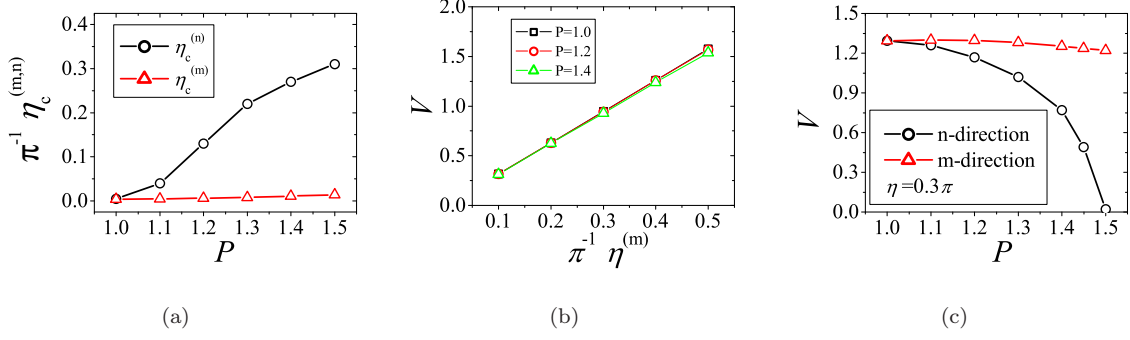 0.4
0.3
0.2
0.1
0.0
π⁻¹ η_c^(m,n)
η_c^(n)
η_c^(m)
1.0 1.1 1.2 1.3 1.4 1.5
P
(a)
2.0
1.5
1.0
0.5
0.0
V
P=1.0
P=1.2
P=1.4
0.1 0.2 0.3 0.4 0.5
π⁻¹ η^(m)
(b)
1.5
1.2
0.9
0.6
0.3
0.0
V
n-direction
m-direction
η=0.3π
1.0 1.1 1.2 1.3 1.4 1.5
P
(c)